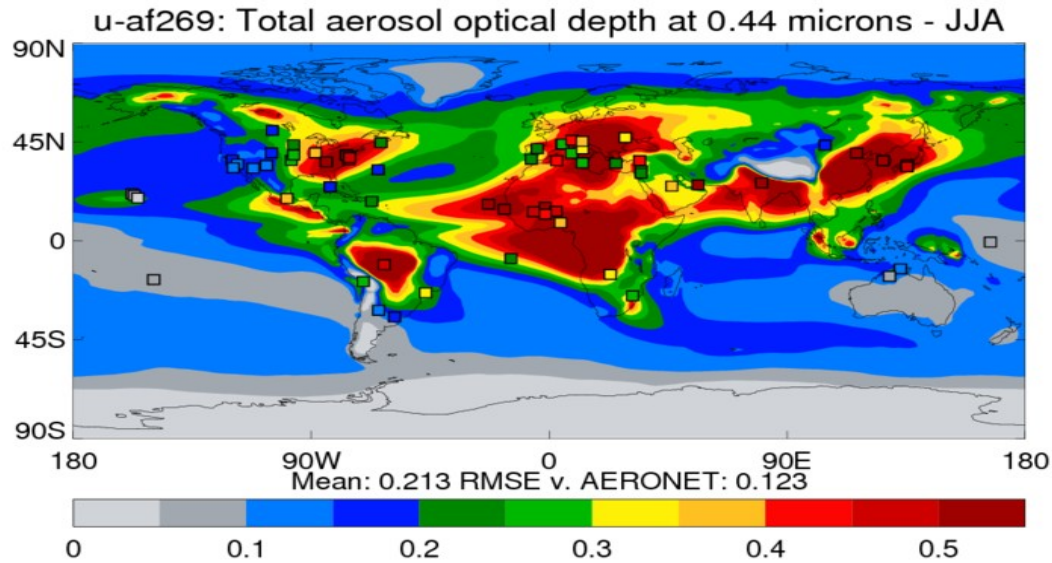 u-af269: Total aerosol optical depth at 0.44 microns - JJA
90N
45N
0
45S
90S
180 90W 0 90E 180
Mean: 0.213 RMSE v. AERONET: 0.123
0 0.1 0.2 0.3 0.4 0.5